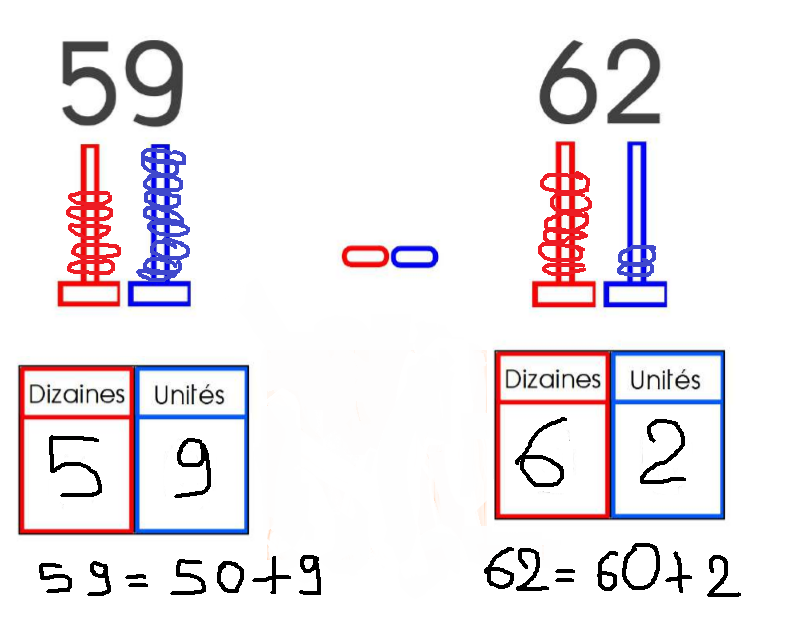 59 62
Dizaines Unités Dizaines Unités
5 9 6 2
59 = 50 + 9 62 = 60 + 2